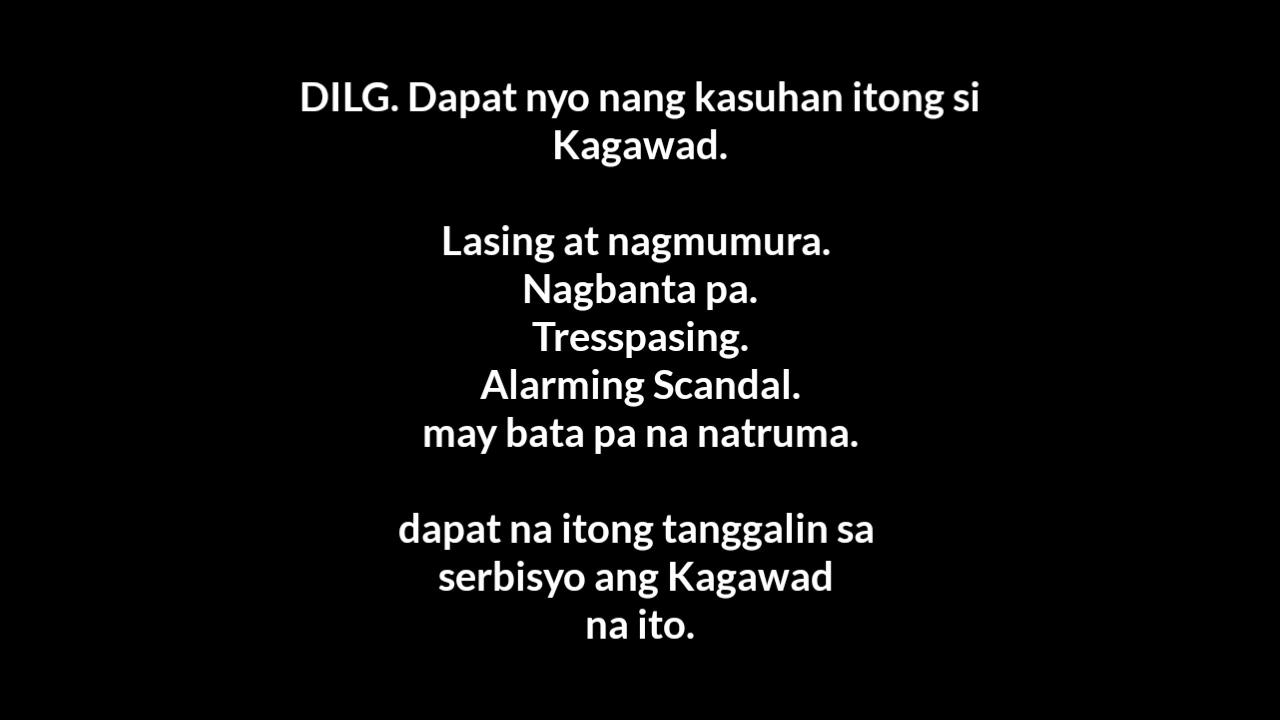 DILG. Dapat nyo nang kasuhan itong si
Kagawad.
Lasing at nagmumura.
Nagbanta pa.
Tresspasing.
Alarming Scandal.
may bata pa na natruma.
dapat na itong tanggalin sa
serbisyo ang Kagawad
na ito.